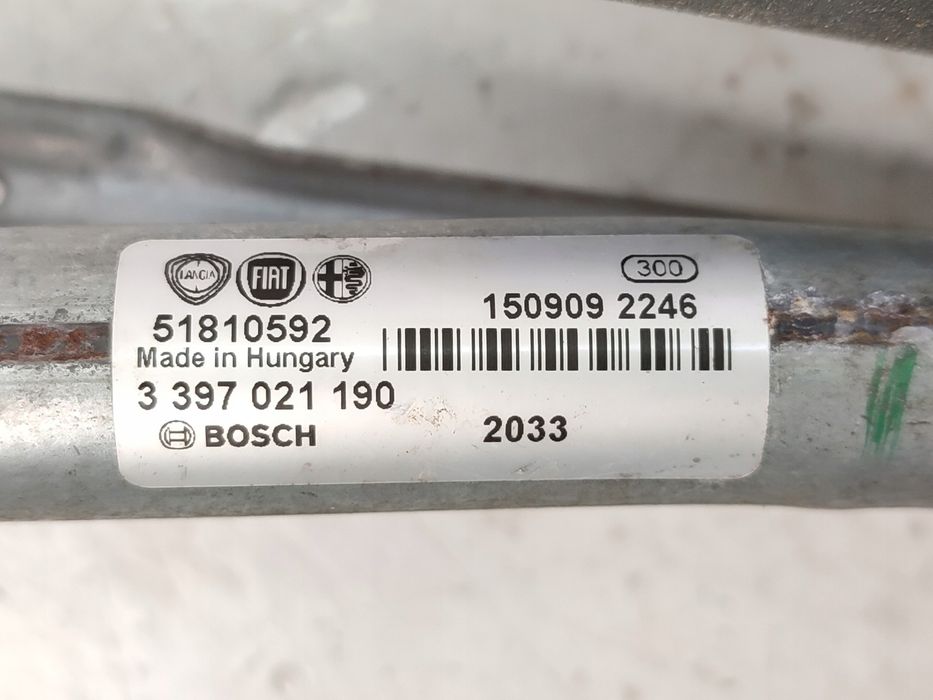 LANCIA FIAT
300
150909 2246
51810592
Made in Hungary
3 397 021 190
BOSCH
2033